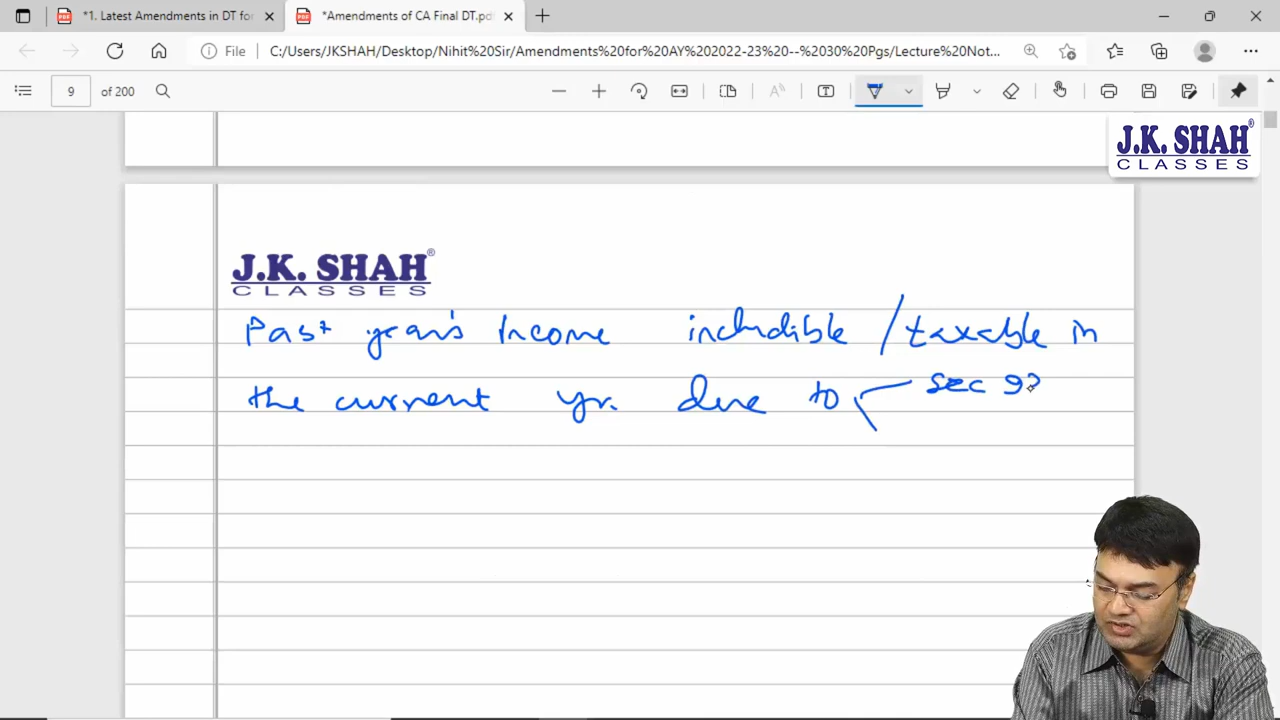 *1. Latest Amendments in DT for
*Amendments of CA Final DT.pdf
File
C:/Users/JKSHAH/Desktop/Nihit%20Sir/Amendments%20for%20AY%202022-23%20--%2030%20Pgs/Lecture%20Not...
9 of 200
J.K. SHAH®
CLASSES
J.K. SHAH®
CLASSES
Past year's Income includible / taxable in
the current yr. due to sec